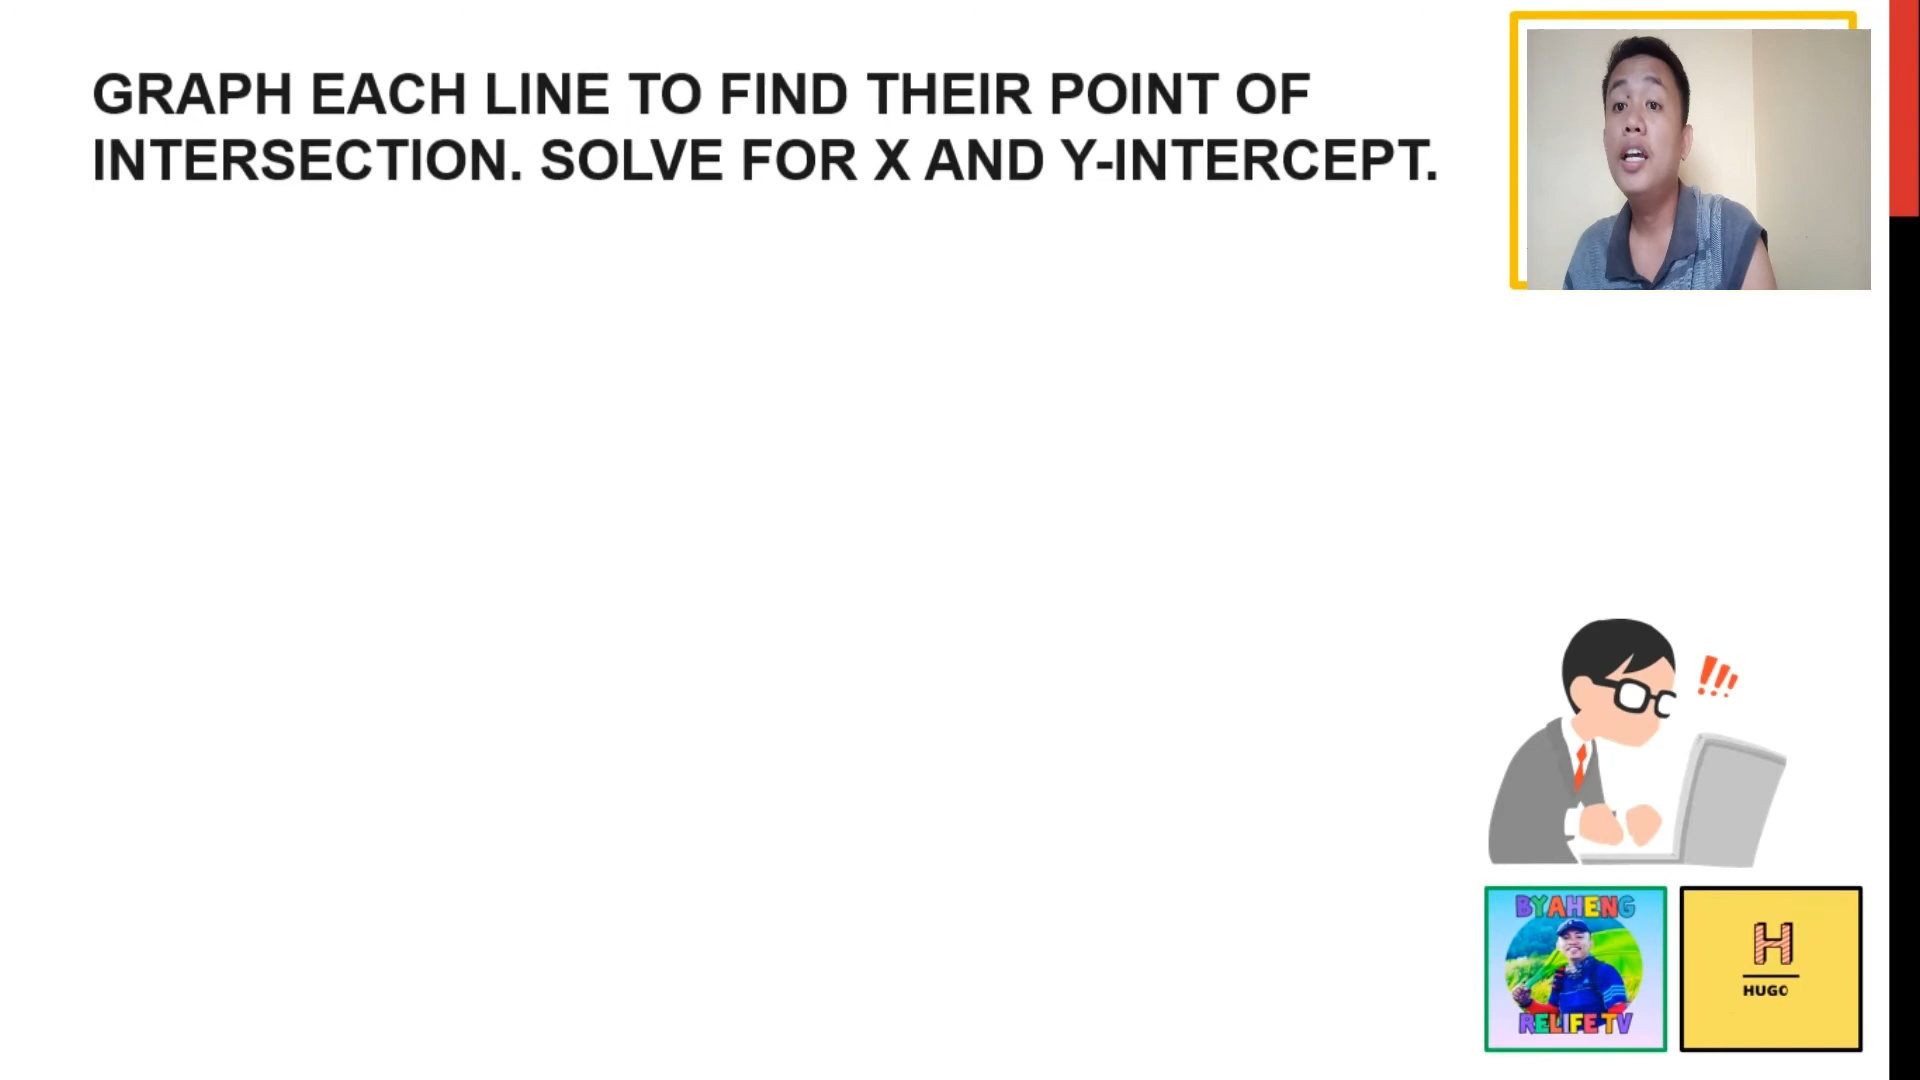 GRAPH EACH LINE TO FIND THEIR POINT OF
INTERSECTION. SOLVE FOR X AND Y-INTERCEPT.
!!!
BYAHENG
RELIFE TV
H
HUGO